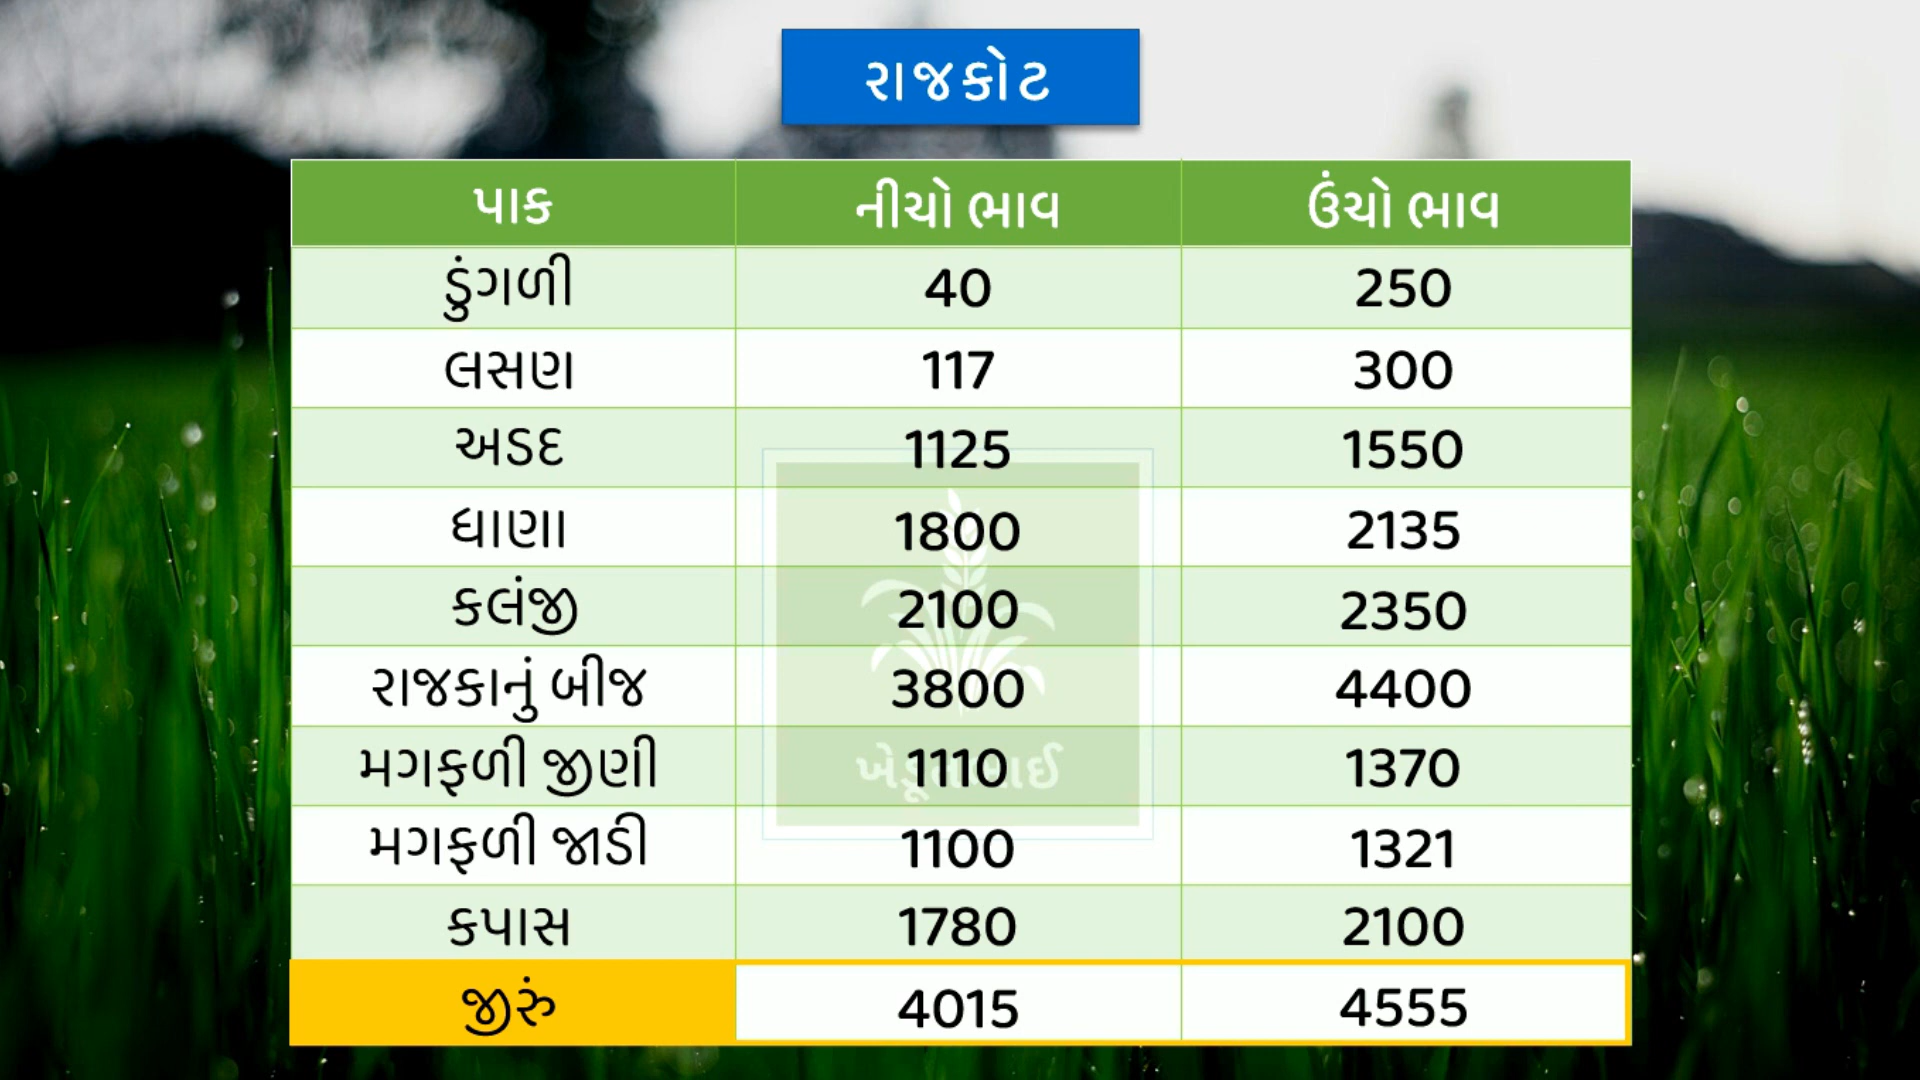 રાજકોટ
પાક નીચો ભાવ ઉંચો ભાવ
ડુંગળી 40 250
લસણ 117 300
અડદ 1125 1550
ધાણા 1800 2135
કલંજી 2100 2350
રાજકાનું બીજ 3800 4400
મગફળી જીણી 1110 1370
મગફળી જાડી 1100 1321
કપાસ 1780 2100
જીરું 4015 4555